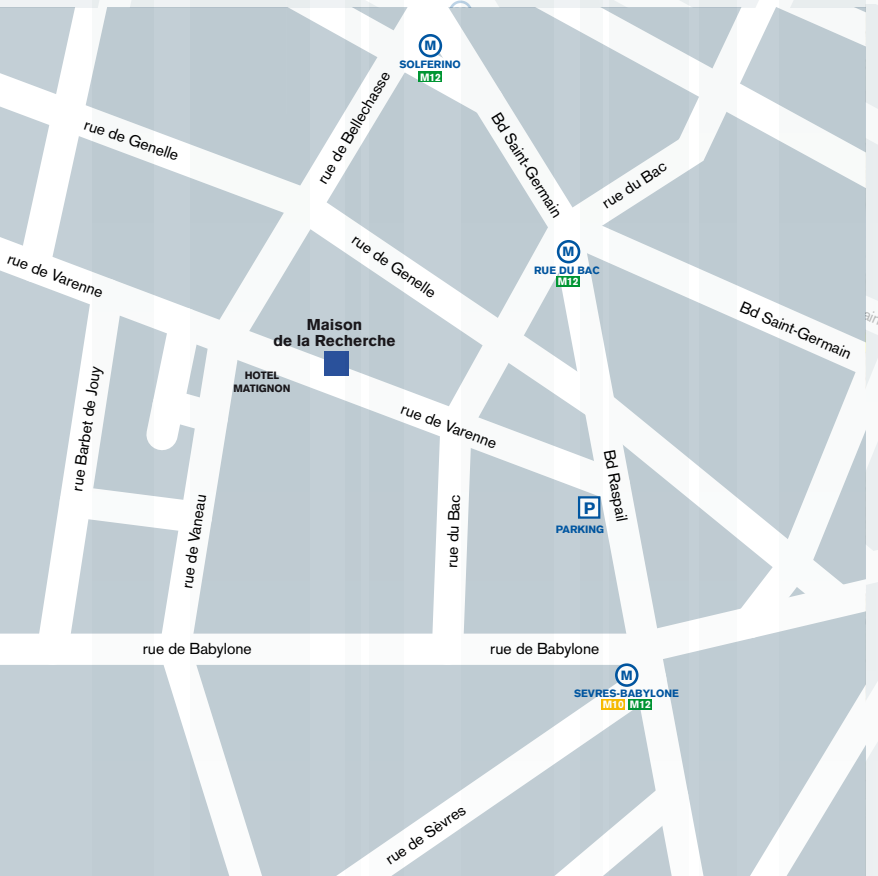 M
SOLFERINO
M12
rue de Bellechasse
Bd Saint-Germain
rue de Genelle
rue du Bac
rue de Varenne
rue de Genelle
M
RUE DU BAC
M12
Bd Saint-Germain
Maison
de la Recherche
HOTEL
MATIGNON
rue Barbet de Jouy
rue de Varenne
Bd Raspail
rue de Vaneau
rue du Bac
P
PARKING
rue de Babylone
rue de Babylone
M
SEVRES-BABYLONE
M10 M12
rue de Sèvres